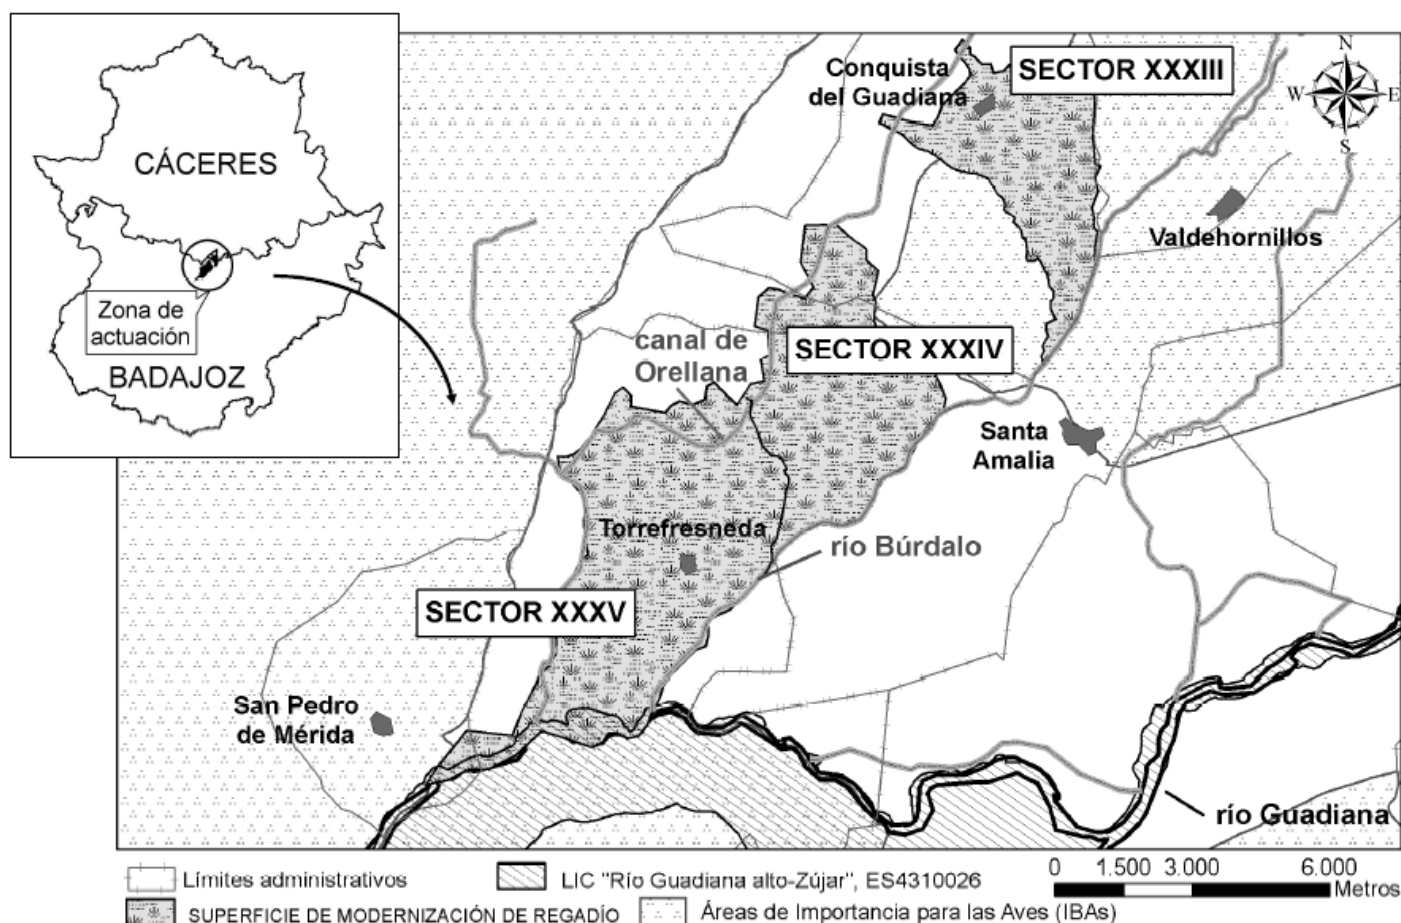 CÁCERES
Zona de
actuación
BADAJOZ
Conquista
del Guadiana
SECTOR XXXIII
N
W
E
S
Valdehornillos
canal de
Orellana
SECTOR XXXIV
Santa
Amalia
Torrefresneda
río Búrdalo
SECTOR XXXV
San Pedro
de Mérida
río Guadiana
Límites administrativos
LIC "Río Guadiana alto-Zújar", ES4310026
0 1.500 3.000 6.000
Metros
SUPERFICIE DE MODERNIZACIÓN DE REGADÍO
Áreas de Importancia para las Aves (IBAs)